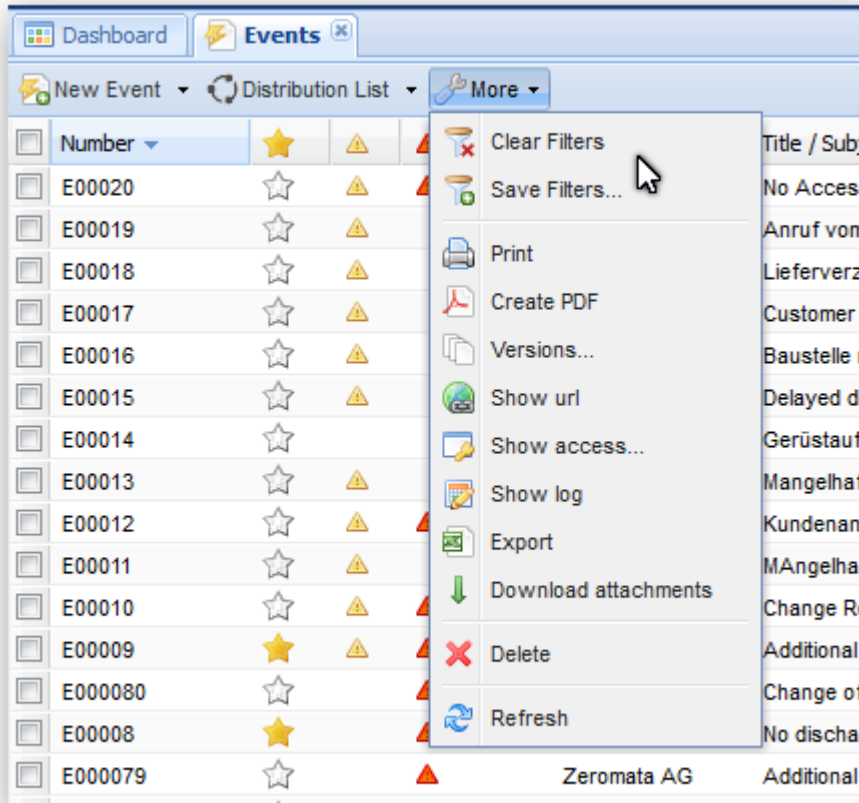 Dashboard Events
New Event Distribution List More
Number Title / Sub
Clear Filters
E00020 No Acces
Save Filters...
E00019 Anruf von
Print
E00018 Lieferverz
Create PDF
E00017 Customer
Versions...
E00016 Baustelle
Show url
E00015 Delayed d
Show access...
E00014 Gerüstauf
E00013 Mangelhaf
Show log
E00012 Kundenan
Export
E00011 MAngelha
Download attachments
E00010 Change R
E00009 Additional
Delete
E000080 Change of
Refresh
E00008 No discha
E000079 Zeromata AG Additional